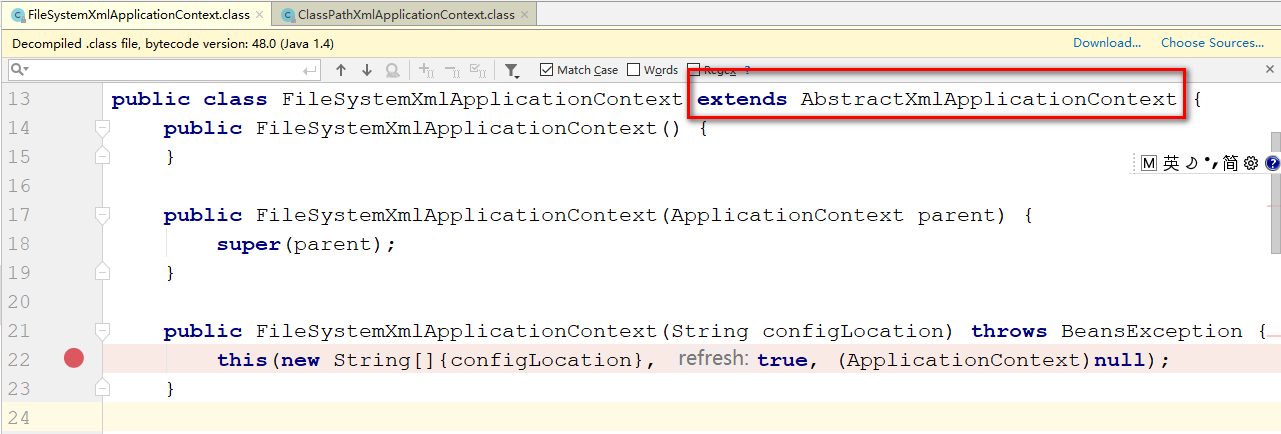 FileSystemXmlApplicationContext.class × ClassPathXmlApplicationContext.class ×
Decompiled .class file, bytecode version: 48.0 (Java 1.4) Download... Choose Sources...
Match Case Words Regex ?
13 public class FileSystemXmlApplicationContext extends AbstractXmlApplicationContext {
14 public FileSystemXmlApplicationContext() {
15 }
M 英 简 ?
16
17 public FileSystemXmlApplicationContext(ApplicationContext parent) {
18 super(parent);
19 }
20
21 public FileSystemXmlApplicationContext(String configLocation) throws BeansException {
22 this(new String[]{configLocation}, refresh: true, (ApplicationContext)null);
23 }
24